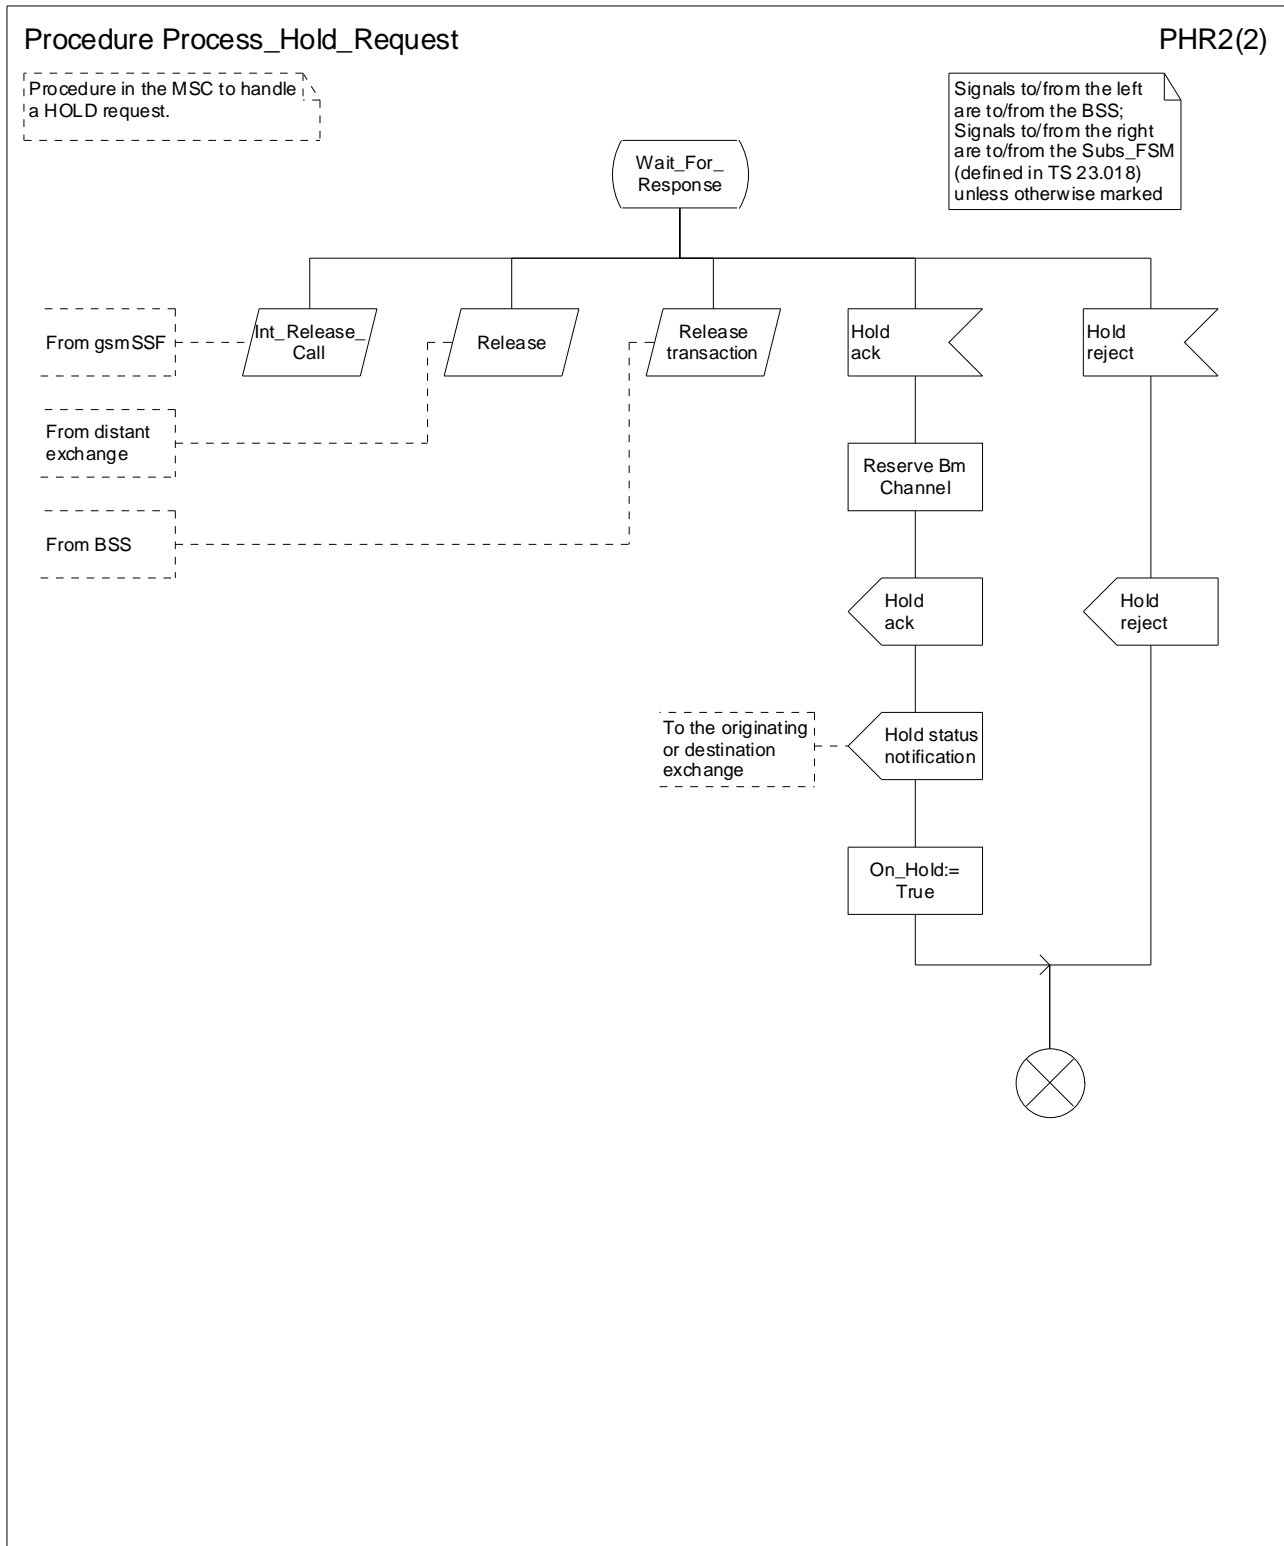 Procedure Process_Hold_Request
PHR2(2)
Procedure in the MSC to handle
a HOLD request.
Signals to/from the left
are to/from the BSS;
Signals to/from the right
are to/from the Subs_FSM
(defined in TS 23.018)
unless otherwise marked
Wait_For_
Response
From gsmSSF
Int_Release_
Call
Release
Release
transaction
Hold
ack
Hold
reject
From distant
exchange
Reserve Bm
Channel
From BSS
Hold
ack
Hold
reject
To the originating
or destination
exchange
Hold status
notification
On_Hold:=
True